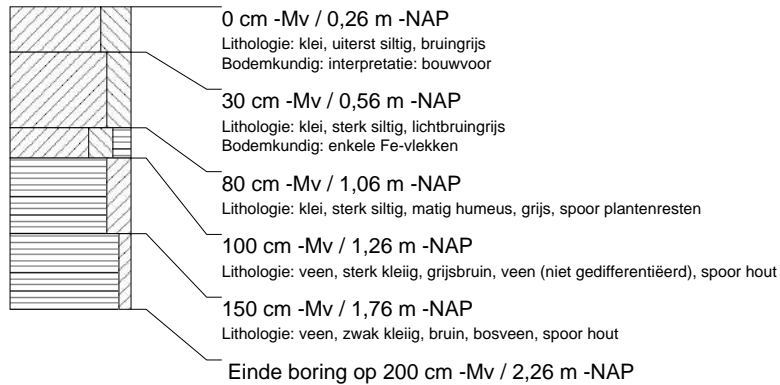 0 cm -Mv / 0,26 m -NAP
Lithologie: klei, uiterst siltig, bruingrijs
Bodemkundig: interpretatie: bouwvoor
30 cm -Mv / 0,56 m -NAP
Lithologie: klei, sterk siltig, lichtbruingrijs
Bodemkundig: enkele Fe-vlekken
80 cm -Mv / 1,06 m -NAP
Lithologie: klei, sterk siltig, matig humeus, grijs, spoor plantenresten
100 cm -Mv / 1,26 m -NAP
Lithologie: veen, sterk kleiig, grijsbruin, veen (niet gedifferentiëerd), spoor hout
150 cm -Mv / 1,76 m -NAP
Lithologie: veen, zwak kleiig, bruin, bosveen, spoor hout
Einde boring op 200 cm -Mv / 2,26 m -NAP